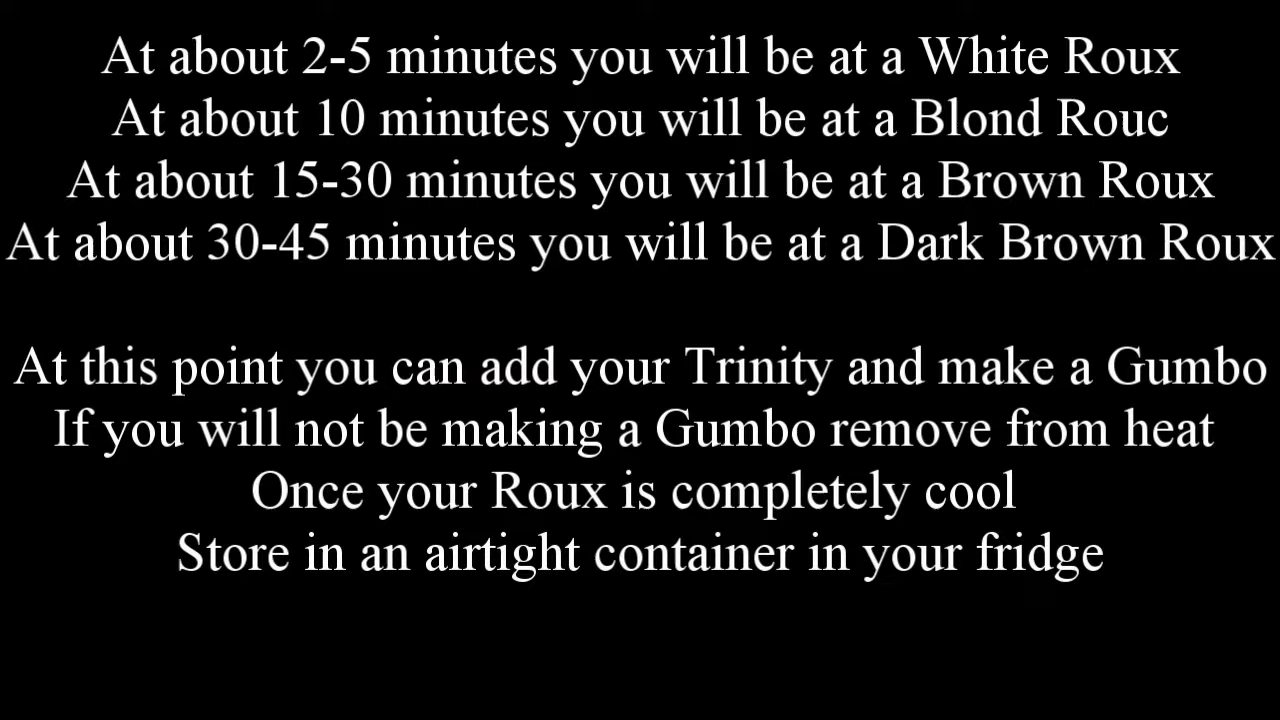 At about 2-5 minutes you will be at a White Roux
At about 10 minutes you will be at a Blond Rouc
At about 15-30 minutes you will be at a Brown Roux
At about 30-45 minutes you will be at a Dark Brown Roux
At this point you can add your Trinity and make a Gumbo
If you will not be making a Gumbo remove from heat
Once your Roux is completely cool
Store in an airtight container in your fridge